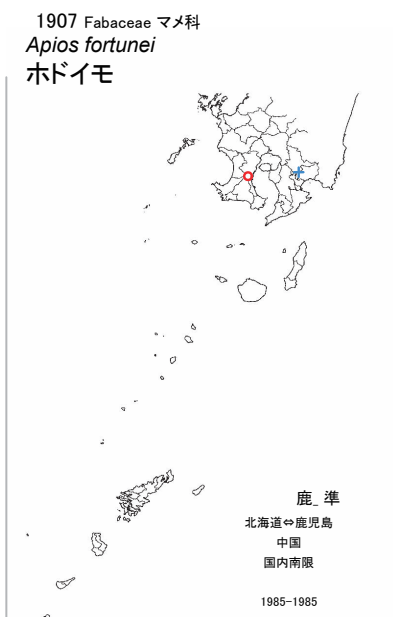 1907 Fabaceae マメ科
Apios fortunei
ホドイモ
鹿_準
北海道⇔鹿児島
中国
国内南限
1985-1985